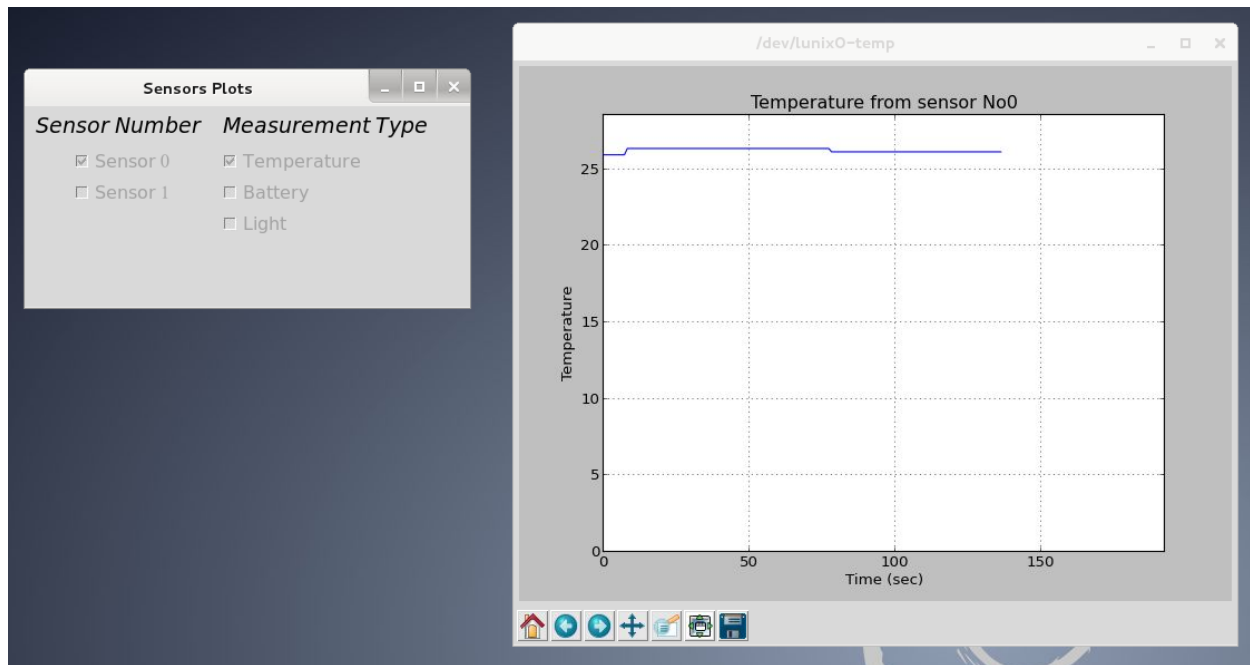 Sensors Plots
Sensor Number Measurement Type
Sensor 0 Temperature
Sensor 1 Battery
Light
/dev/lunix0-temp
Temperature from sensor No0
25
20
15
10
5
0
Temperature
0 50 100 150
Time (sec)